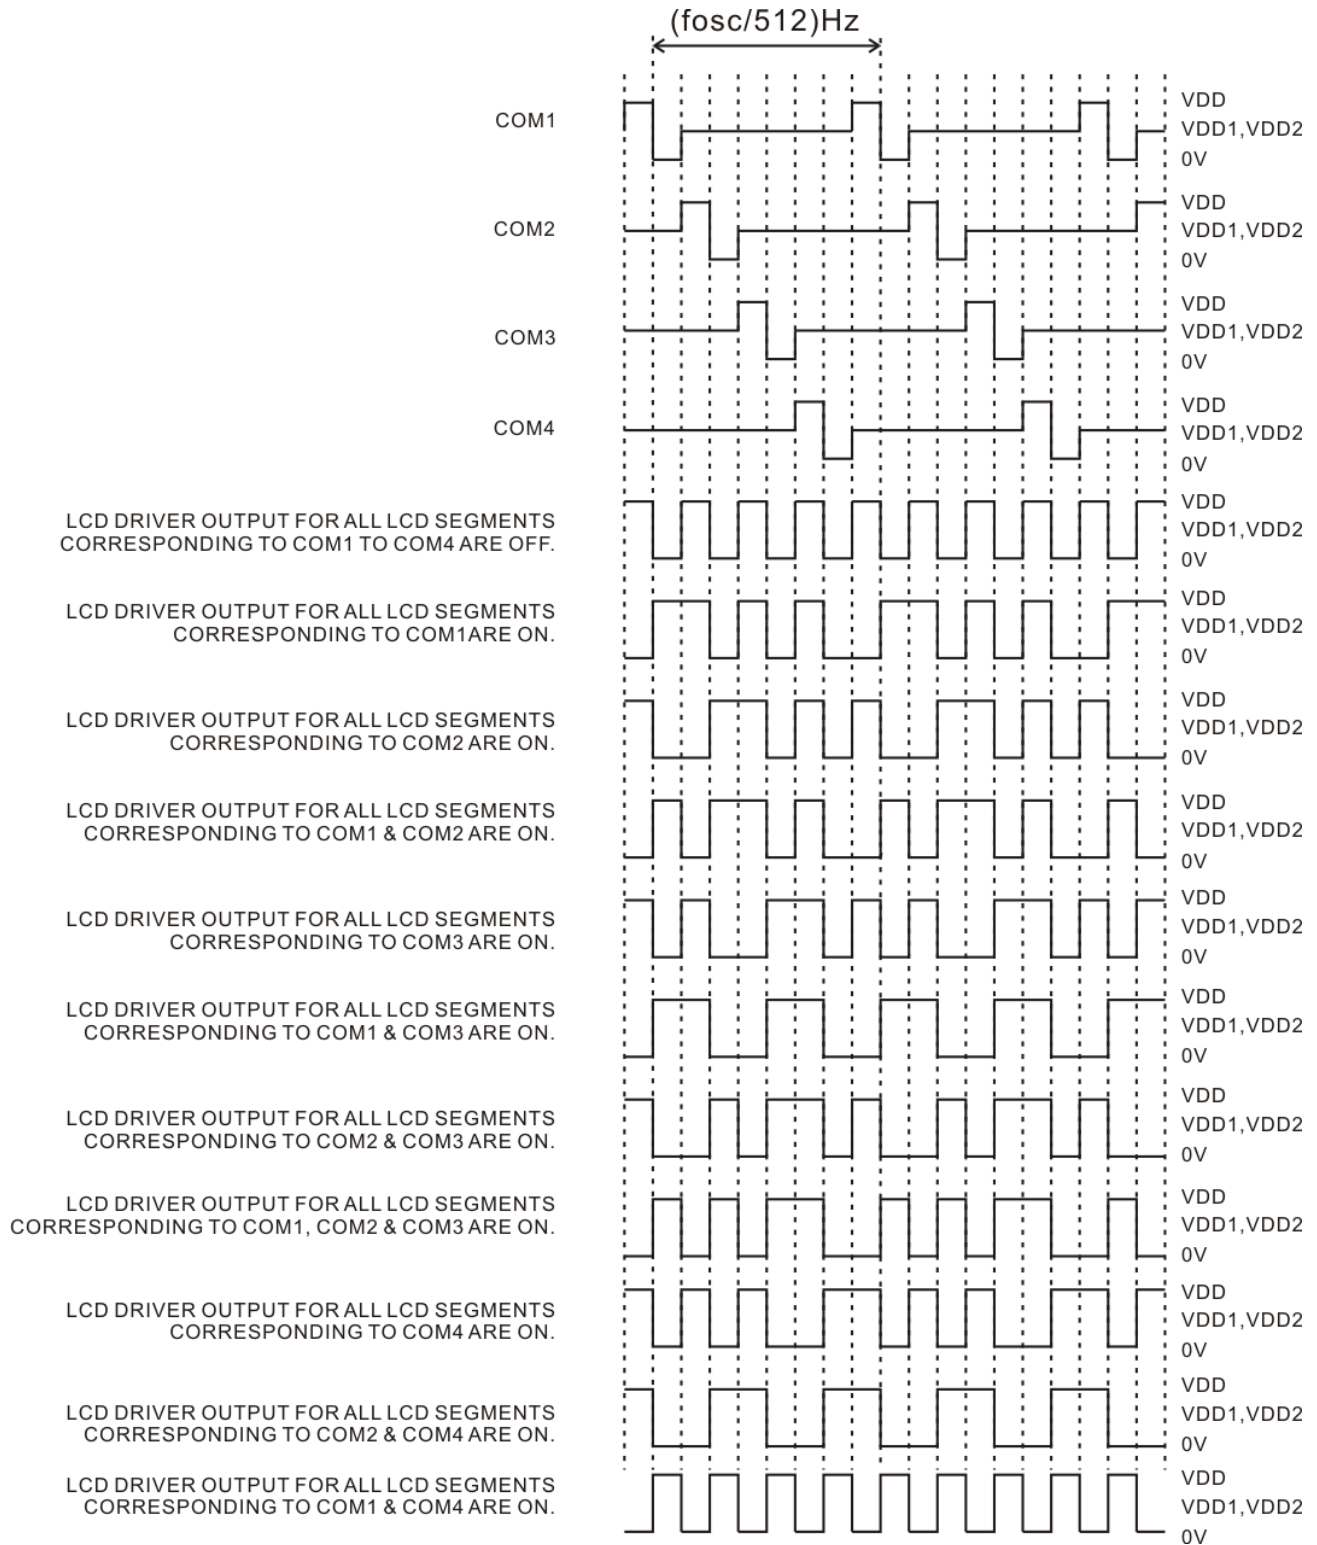 (fosc/512)Hz
COM1
VDD
VDD1,VDD2
0V
COM2
VDD
VDD1,VDD2
0V
COM3
VDD
VDD1,VDD2
0V
COM4
VDD
VDD1,VDD2
0V
LCD DRIVER OUTPUT FOR ALL LCD SEGMENTS
CORRESPONDING TO COM1 TO COM4 ARE OFF.
VDD
VDD1,VDD2
0V
LCD DRIVER OUTPUT FOR ALL LCD SEGMENTS
CORRESPONDING TO COM1ARE ON.
VDD
VDD1,VDD2
0V
LCD DRIVER OUTPUT FOR ALL LCD SEGMENTS
CORRESPONDING TO COM2 ARE ON.
VDD
VDD1,VDD2
0V
LCD DRIVER OUTPUT FOR ALL LCD SEGMENTS
CORRESPONDING TO COM1 & COM2 ARE ON.
VDD
VDD1,VDD2
0V
LCD DRIVER OUTPUT FOR ALL LCD SEGMENTS
CORRESPONDING TO COM3 ARE ON.
VDD
VDD1,VDD2
0V
LCD DRIVER OUTPUT FOR ALL LCD SEGMENTS
CORRESPONDING TO COM1 & COM3 ARE ON.
VDD
VDD1,VDD2
0V
LCD DRIVER OUTPUT FOR ALL LCD SEGMENTS
CORRESPONDING TO COM2 & COM3 ARE ON.
VDD
VDD1,VDD2
0V
LCD DRIVER OUTPUT FOR ALL LCD SEGMENTS
CORRESPONDING TO COM1, COM2 & COM3 ARE ON.
VDD
VDD1,VDD2
0V
LCD DRIVER OUTPUT FOR ALL LCD SEGMENTS
CORRESPONDING TO COM4 ARE ON.
VDD
VDD1,VDD2
0V
LCD DRIVER OUTPUT FOR ALL LCD SEGMENTS
CORRESPONDING TO COM2 & COM4 ARE ON.
VDD
VDD1,VDD2
0V
LCD DRIVER OUTPUT FOR ALL LCD SEGMENTS
CORRESPONDING TO COM1 & COM4 ARE ON.
VDD
VDD1,VDD2
0V